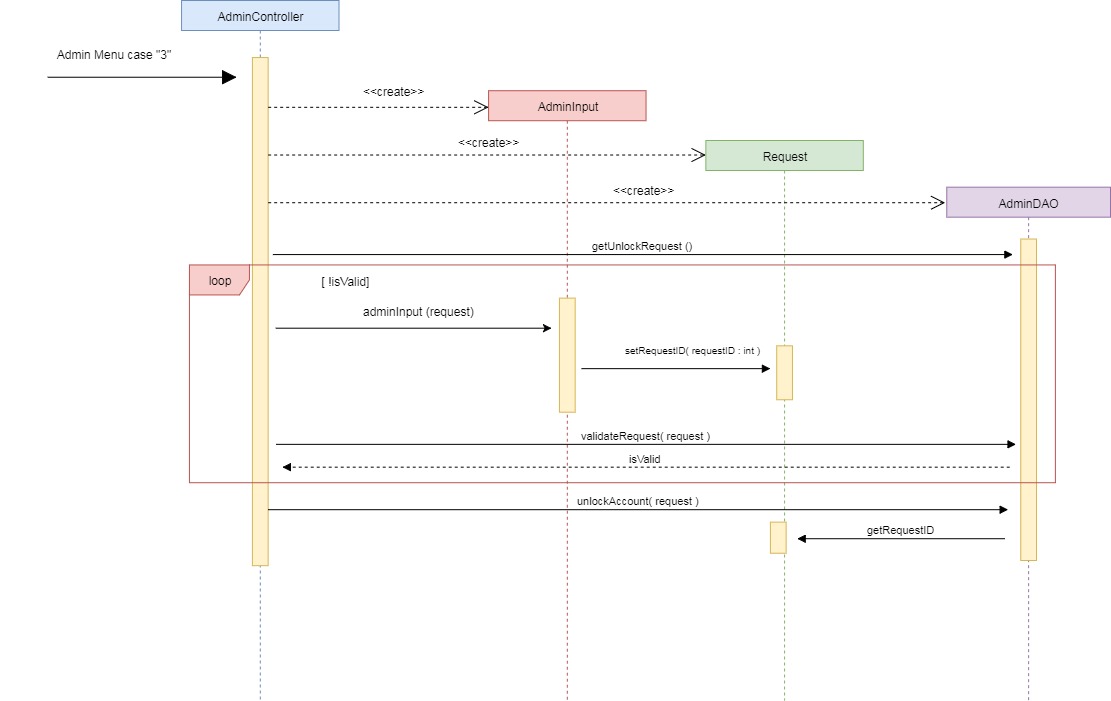 AdminController
Admin Menu case "3"
<<create>>
AdminInput
<<create>>
Request
<<create>>
AdminDAO
getUnlockRequest ()
loop
[ !isValid]
adminInput (request)
setRequestID( requestID : int )
validateRequest( request )
isValid
unlockAccount( request )
getRequestID